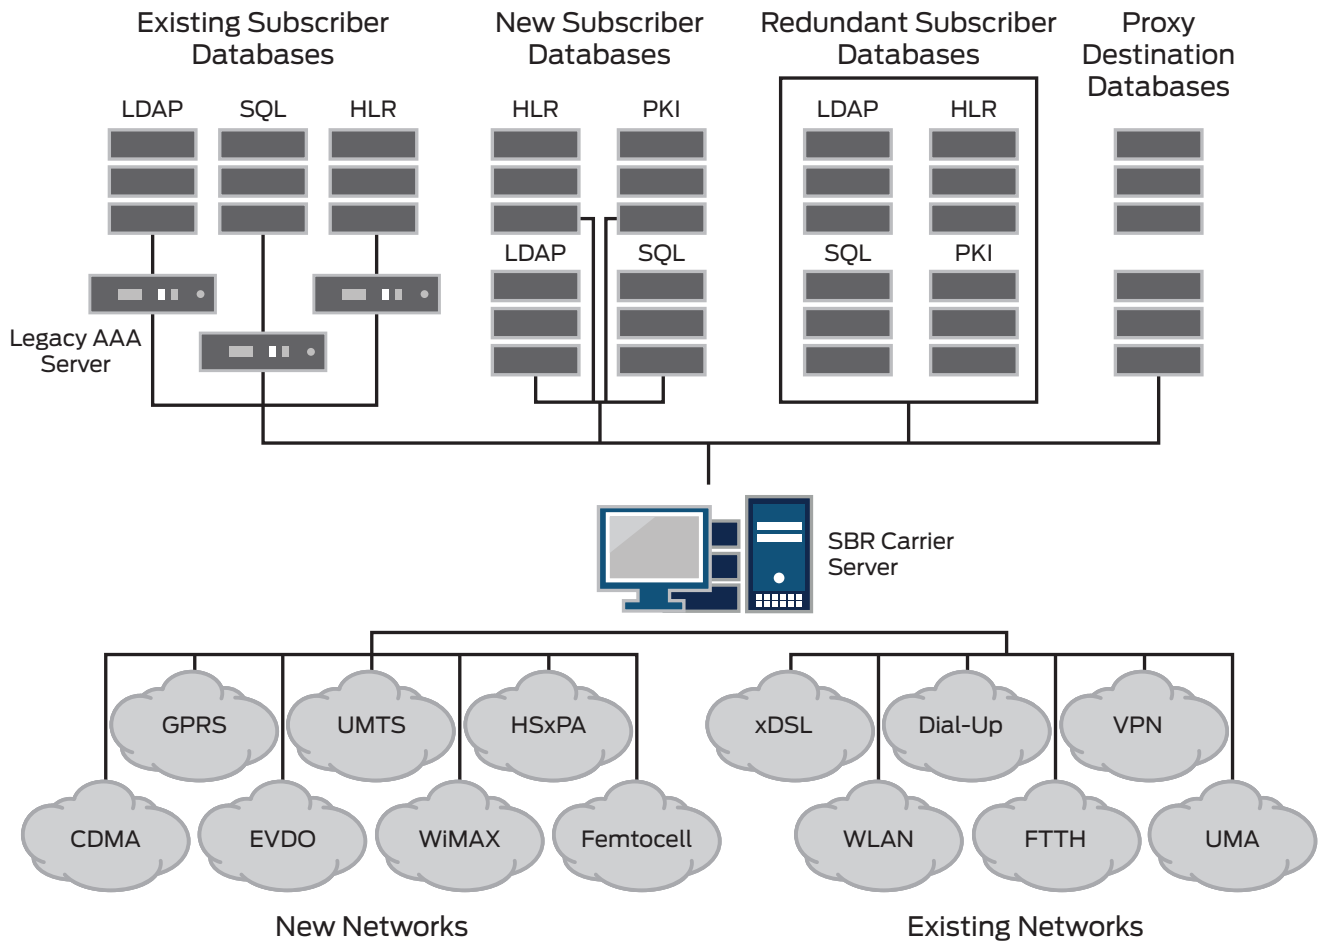 Existing Subscriber
Databases
New Subscriber
Databases
Redundant Subscriber
Databases
Proxy
Destination
Databases
LDAP
SQL
HLR
HLR
PKI
LDAP
HLR
LDAP
SQL
SQL
PKI
Legacy AAA
Server
SBR Carrier
Server
GPRS
UMTS
HSxPA
xDSL
Dial-Up
VPN
CDMA
EVDO
WiMAX
Femtocell
WLAN
FTTH
UMA
New Networks
Existing Networks